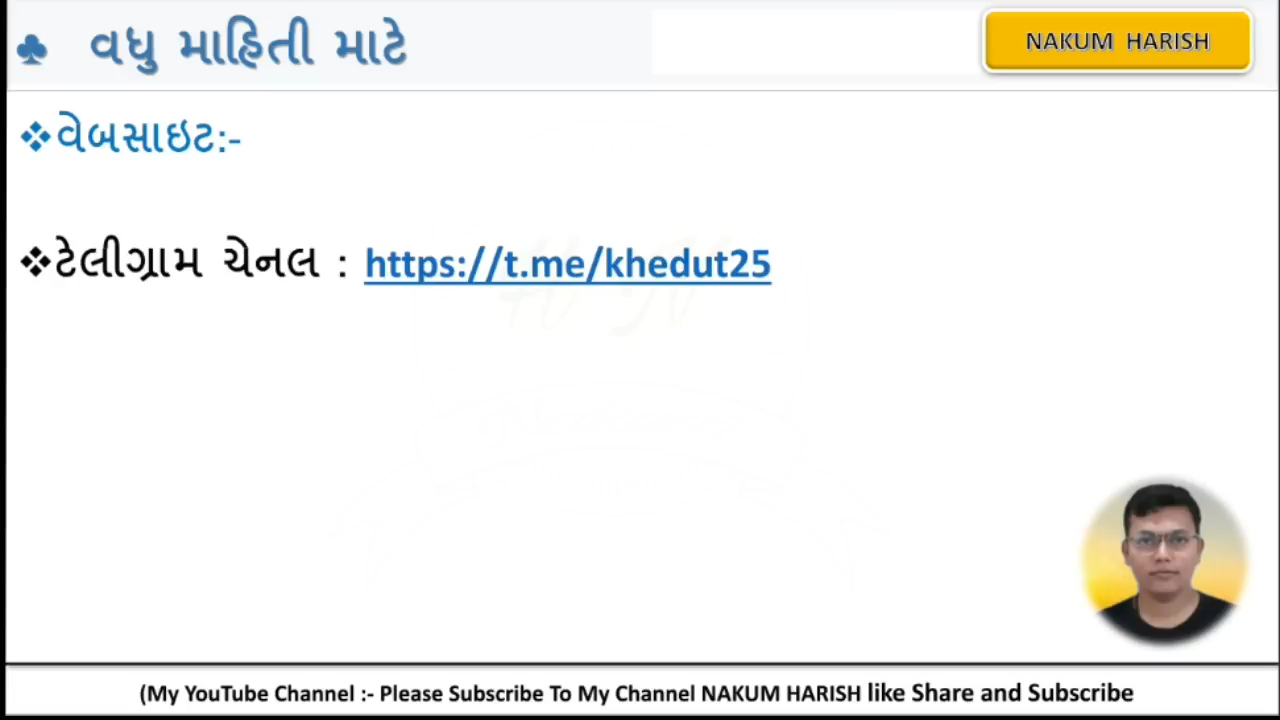 ♣ વધુ માહિતી માટે
NAKUM HARISH
❖વેબસાઇટ:-
❖ટેલીગ્રામ ચેનલ : https://t.me/khedut25
(My YouTube Channel :- Please Subscribe To My Channel NAKUM HARISH like Share and Subscribe